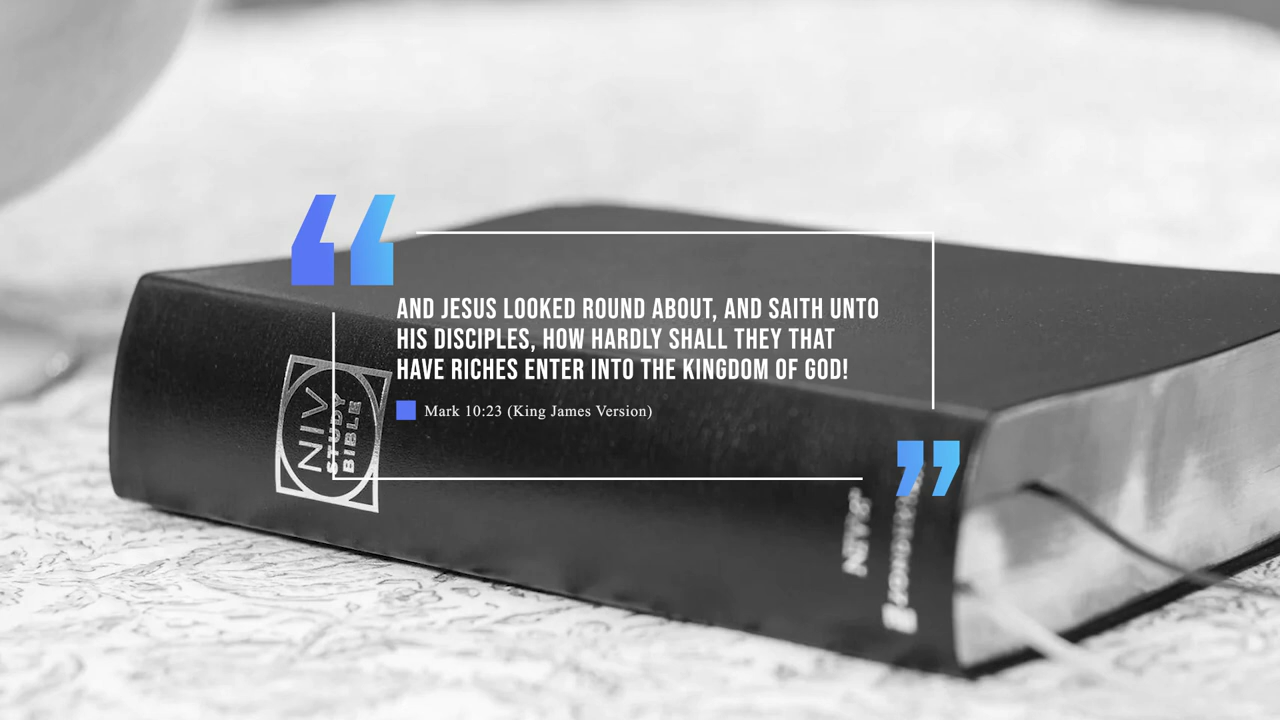 AND JESUS LOOKED ROUND ABOUT, AND SAITH UNTO
HIS DISCIPLES, HOW HARDLY SHALL THEY THAT
HAVE RICHES ENTER INTO THE KINGDOM OF GOD!
Mark 10:23 (King James Version)
NIV
STUDY
BIBLE
NIV
ZONDERVAN